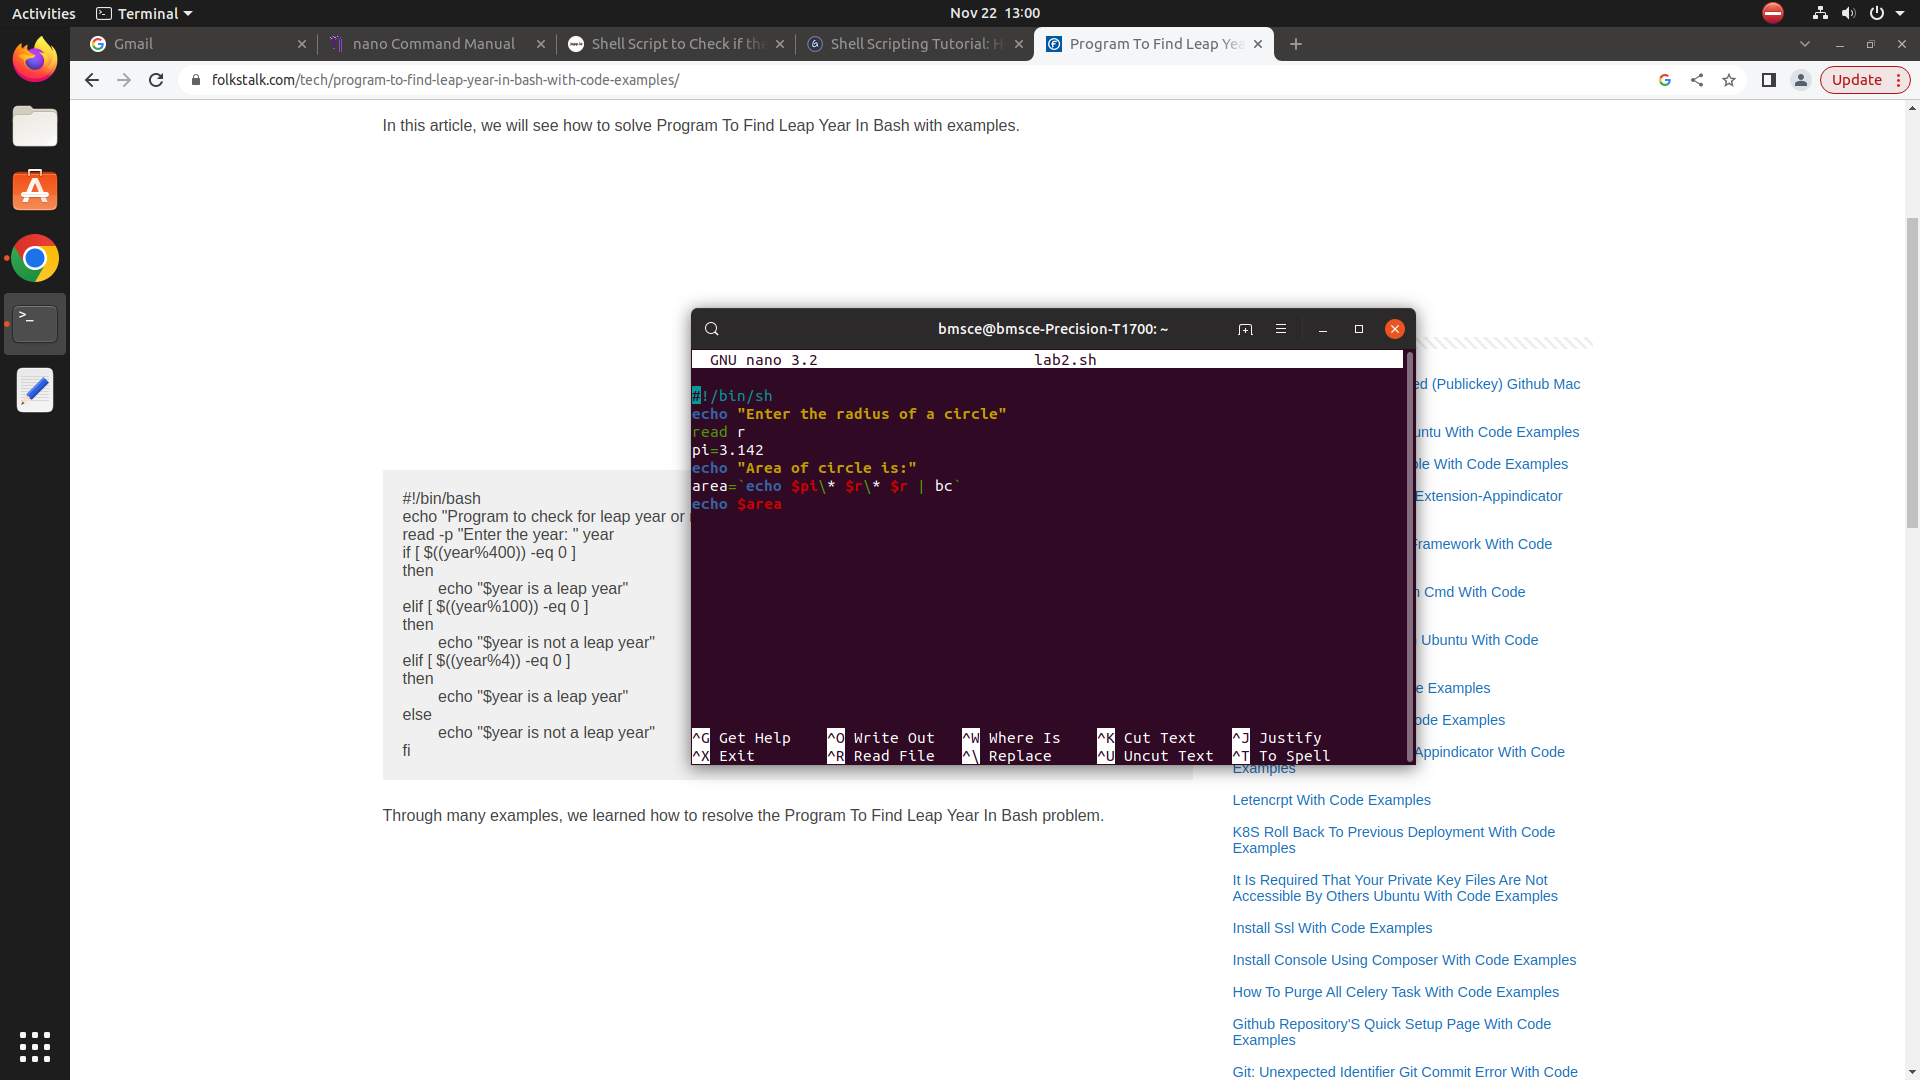 Activities Terminal Nov 22 13:00
Gmail nano Command Manual Shell Script to Check if the Shell Scripting Tutorial: H Program To Find Leap Yea
folkstalk.com/tech/program-to-find-leap-year-in-bash-with-code-examples/ Update
In this article, we will see how to solve Program To Find Leap Year In Bash with examples.
bmsce@bmsce-Precision-T1700: ~
GNU nano 3.2 lab2.sh
#!/bin/sh
echo "Enter the radius of a circle"
read r
pi=3.142
echo "Area of circle is:"
area=`echo $pi\* $r\* $r | bc`
echo $area
^G Get Help ^O Write Out ^W Where Is ^K Cut Text ^J Justify
^X Exit ^R Read File ^\ Replace ^U Uncut Text ^T To Spell
#!/bin/bash
echo "Program to check for leap year or
read -p "Enter the year: " year
if [ $((year%400)) -eq 0 ]
then
echo "$year is a leap year"
elif [ $((year%100)) -eq 0 ]
then
echo "$year is not a leap year"
elif [ $((year%4)) -eq 0 ]
then
echo "$year is a leap year"
else
echo "$year is not a leap year"
fi
Through many examples, we learned how to resolve the Program To Find Leap Year In Bash problem.
ed (Publickey) Github Mac
untu With Code Examples
ble With Code Examples
Extension-Appindicator
Framework With Code
n Cmd With Code
Ubuntu With Code
e Examples
ode Examples
Appindicator With Code
Examples
Letencrpt With Code Examples
K8S Roll Back To Previous Deployment With Code
Examples
It Is Required That Your Private Key Files Are Not
Accessible By Others Ubuntu With Code Examples
Install Ssl With Code Examples
Install Console Using Composer With Code Examples
How To Purge All Celery Task With Code Examples
Github Repository'S Quick Setup Page With Code
Examples
Git: Unexpected Identifier Git Commit Error With Code